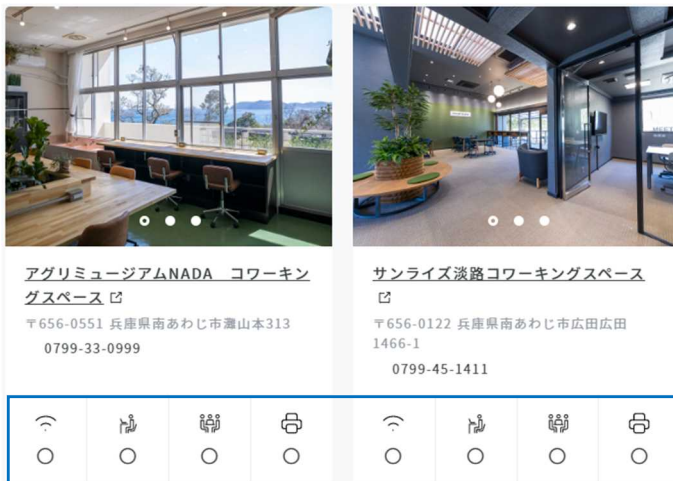 アグリミュージアムNADA　コワーキン
グスペース
〒656-0551 兵庫県南あわじ市灘山本313
0799-33-0999
サンライズ淡路コワーキングスペース
〒656-0122 兵庫県南あわじ市広田広田
1466-1
0799-45-1411